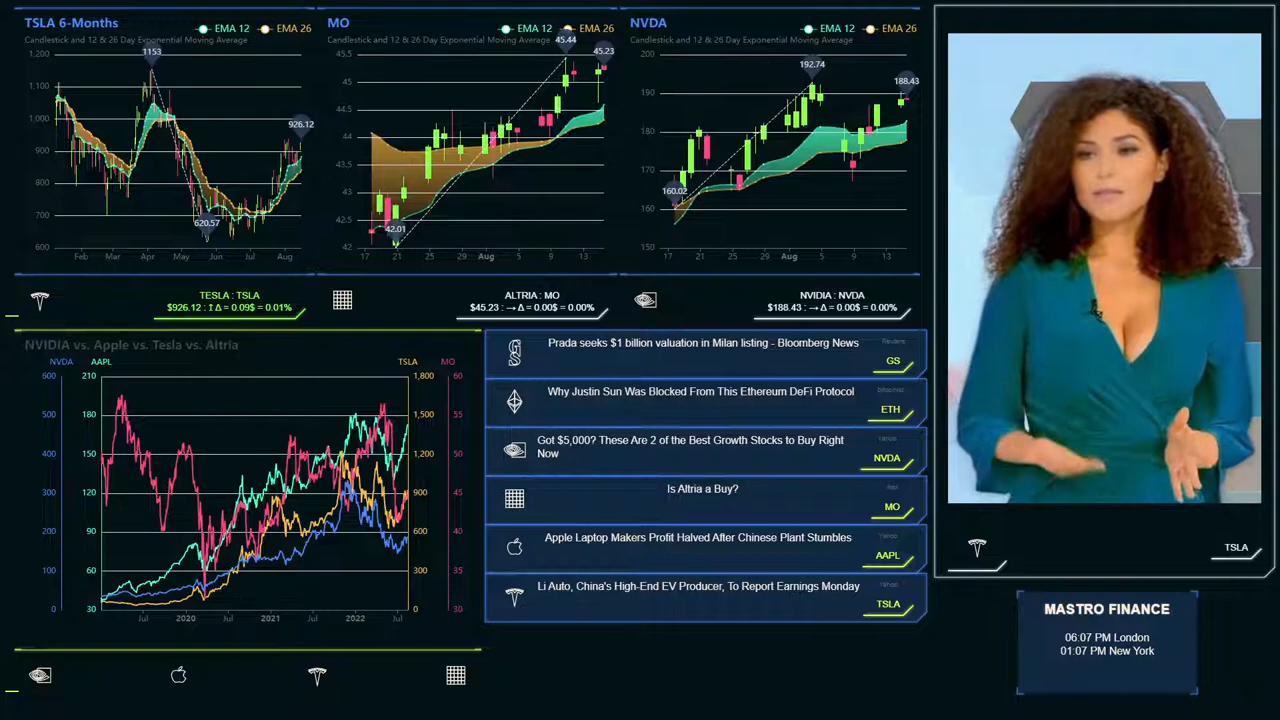 TSLA 6-Months
EMA 12
EMA 26
Candlestick and 12 & 26 Day Exponential Moving Average
1,200
1,100
1,000
900
800
700
600
1153
926.12
620.57
Feb Mar Apr May Jun Jul Aug
MO
EMA 12
EMA 26
Candlestick and 12 & 26 Day Exponential Moving Average
45.5
45
44.5
44
43.5
43
42.5
42
45.44
45.23
42.01
17 21 25 29 Aug 5 9 13
NVDA
EMA 12
EMA 26
Candlestick and 12 & 26 Day Exponential Moving Average
200
190
180
170
160
150
192.74
188.43
160.02
17 21 25 29 Aug 5 9 13
TESLA : TSLA
$926.12 : ↥ Δ = 0.09$ = 0.01%
ALTRIA : MO
$45.23 : → Δ = 0.00$ = 0.00%
NVIDIA : NVDA
$188.43 : → Δ = 0.00$ = 0.00%
NVIDIA vs. Apple vs. Tesla vs. Altria
NVDA AAPL TSLA MO
600 210 1,800 60
500 180 1,500 55
400 150 1,200 50
300 120 900 45
200 90 600 40
100 60 300 35
0 30 0 30
Jul 2020 Jul 2021 Jul 2022 Jul
Prada seeks $1 billion valuation in Milan listing - Bloomberg News
Reuters
GS
Why Justin Sun Was Blocked From This Ethereum DeFi Protocol
ETH
Got $5,000? These Are 2 of the Best Growth Stocks to Buy Right
Now
Yahoo
NVDA
Is Altria a Buy?
MO
Apple Laptop Makers Profit Halved After Chinese Plant Stumbles
Yahoo
AAPL
Li Auto, China's High-End EV Producer, To Report Earnings Monday
Yahoo
TSLA
TSLA
MASTRO FINANCE
06:07 PM London
01:07 PM New York